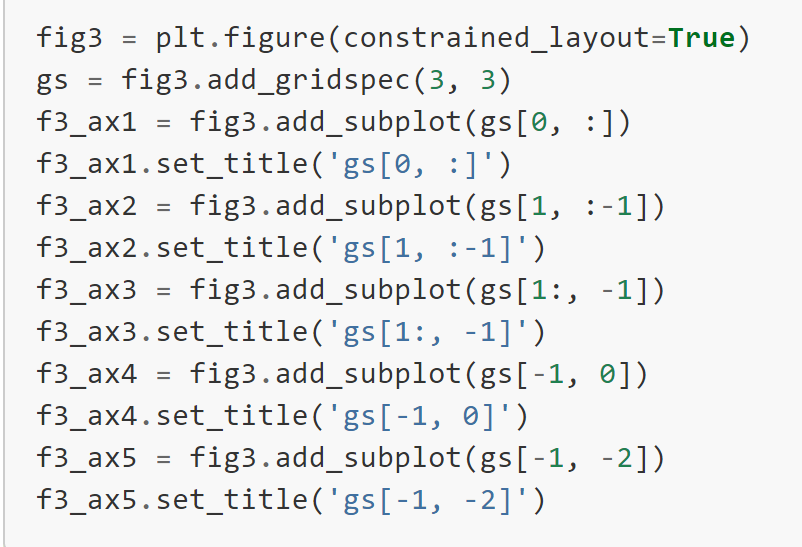 fig3 = plt.figure(constrained_layout=True)
gs = fig3.add_gridspec(3, 3)
f3_ax1 = fig3.add_subplot(gs[0, :])
f3_ax1.set_title('gs[0, :]')
f3_ax2 = fig3.add_subplot(gs[1, :-1])
f3_ax2.set_title('gs[1, :-1]')
f3_ax3 = fig3.add_subplot(gs[1:, -1])
f3_ax3.set_title('gs[1:, -1]')
f3_ax4 = fig3.add_subplot(gs[-1, 0])
f3_ax4.set_title('gs[-1, 0]')
f3_ax5 = fig3.add_subplot(gs[-1, -2])
f3_ax5.set_title('gs[-1, -2]')